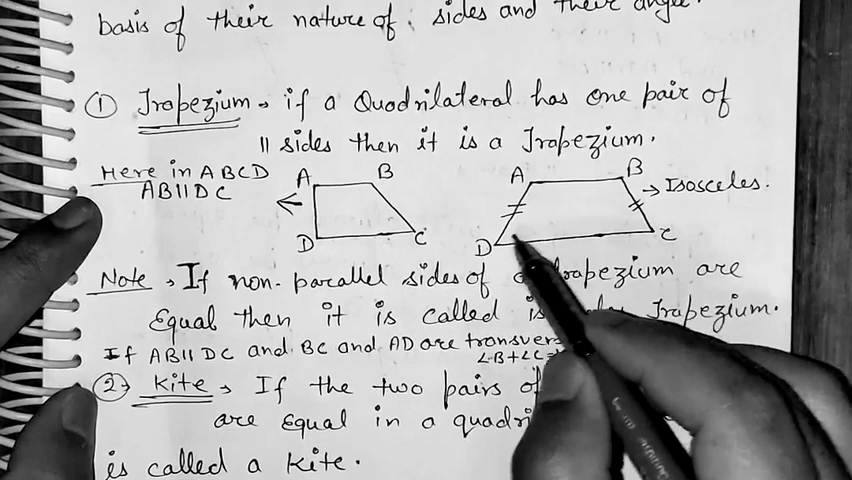 basis of their nature of. sides and their angle.
① Trapezium → if a Quadrilateral has one pair of
|| sides then it is a Trapezium.
Here in ABCD
AB || DC
A B
D C
A B → Isosceles.
D C
Note → If non-parallel sides of trapezium are
Equal then it is called Trapezium.
If AB || DC and BC and AD are
∠B+∠C=
② Kite → If the two pairs of
are Equal in a
is called a Kite.